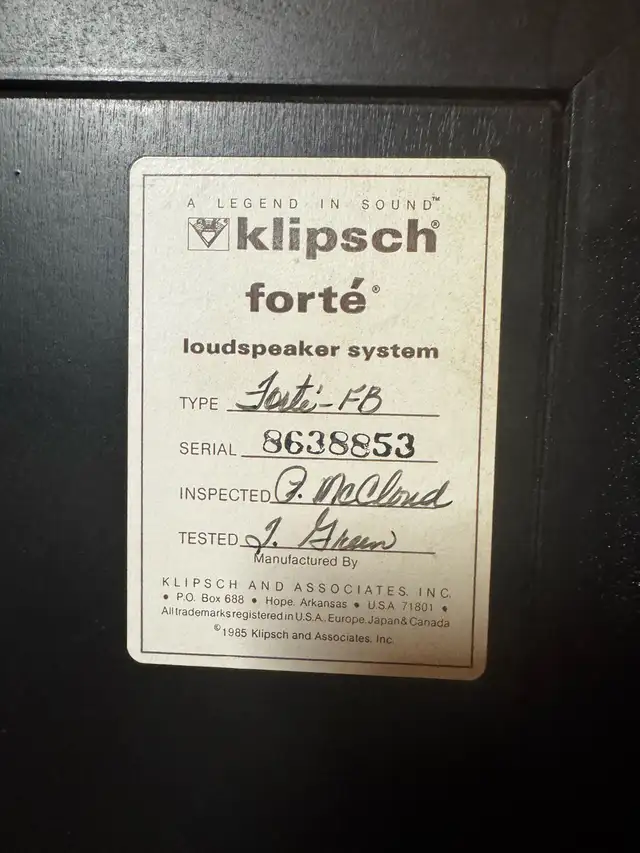 A LEGEND IN SOUND™
klipsch®
forté®
loudspeaker system
TYPE Forté-FB
SERIAL 8638853
INSPECTED P. McCloud
TESTED J. Green
Manufactured By
KLIPSCH AND ASSOCIATES, INC.
• P.O. Box 688 • Hope, Arkansas • USA 71801 •
All trademarks registered in U.S.A., Europe, Japan & Canada
©1985 Klipsch and Associates, Inc.